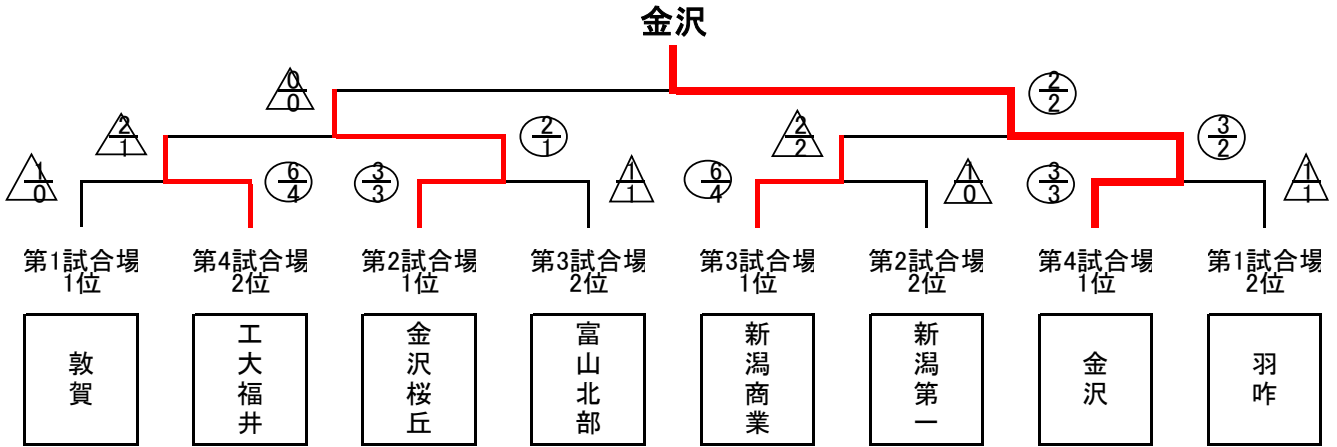 金沢
0
0
2
2
2
1
2
1
2
2
3
2
1
0
6
4
3
3
1
1
6
4
1
0
3
3
1
1
第1試合場
1位
第4試合場
2位
第2試合場
1位
第3試合場
2位
第3試合場
1位
第2試合場
2位
第4試合場
1位
第1試合場
2位
敦賀
工大福井
金沢桜丘
富山北部
新潟商業
新潟第一
金沢
羽咋